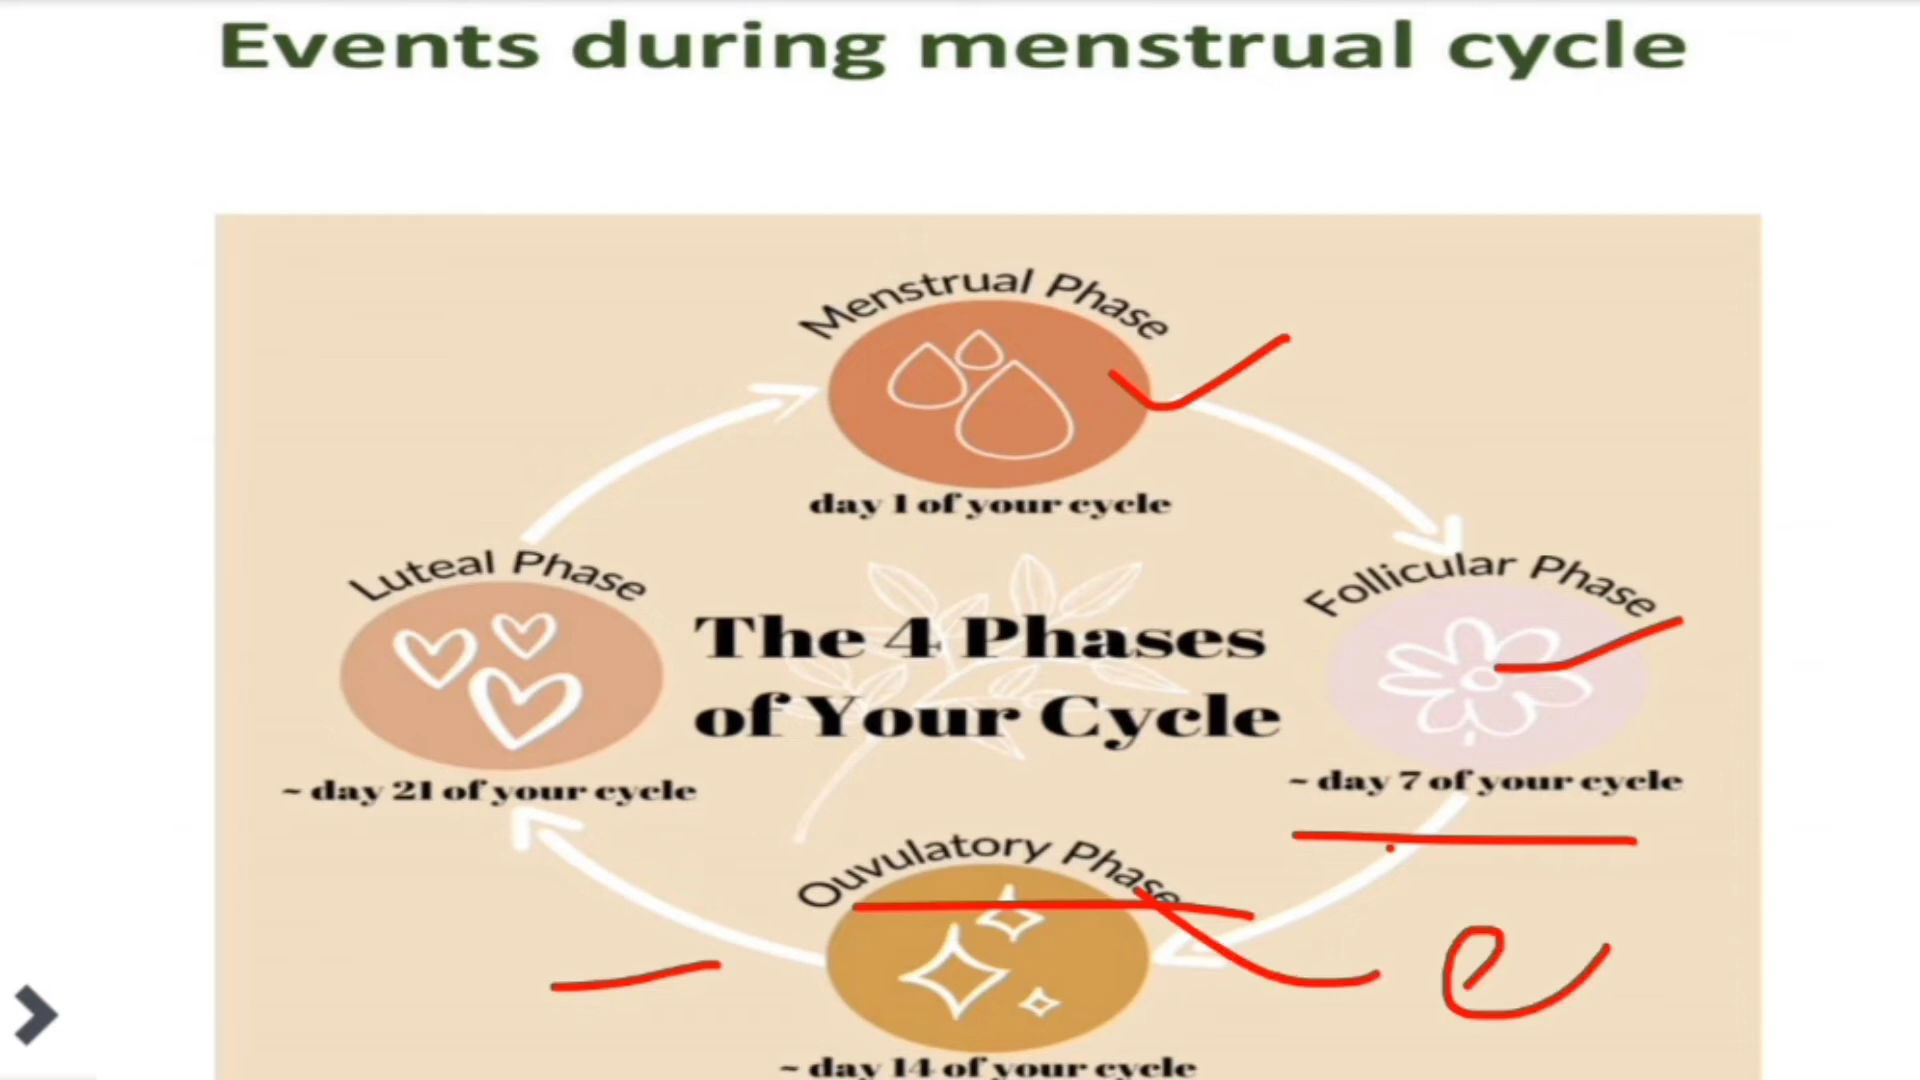 Events during menstrual cycle
Menstrual Phase
day 1 of your cycle
Luteal Phase
Follicular Phase
The 4 Phases
of Your Cycle
~ day 21 of your cycle
~ day 7 of your cycle
Ouvulatory Phase
e
~ day 14 of your cycle